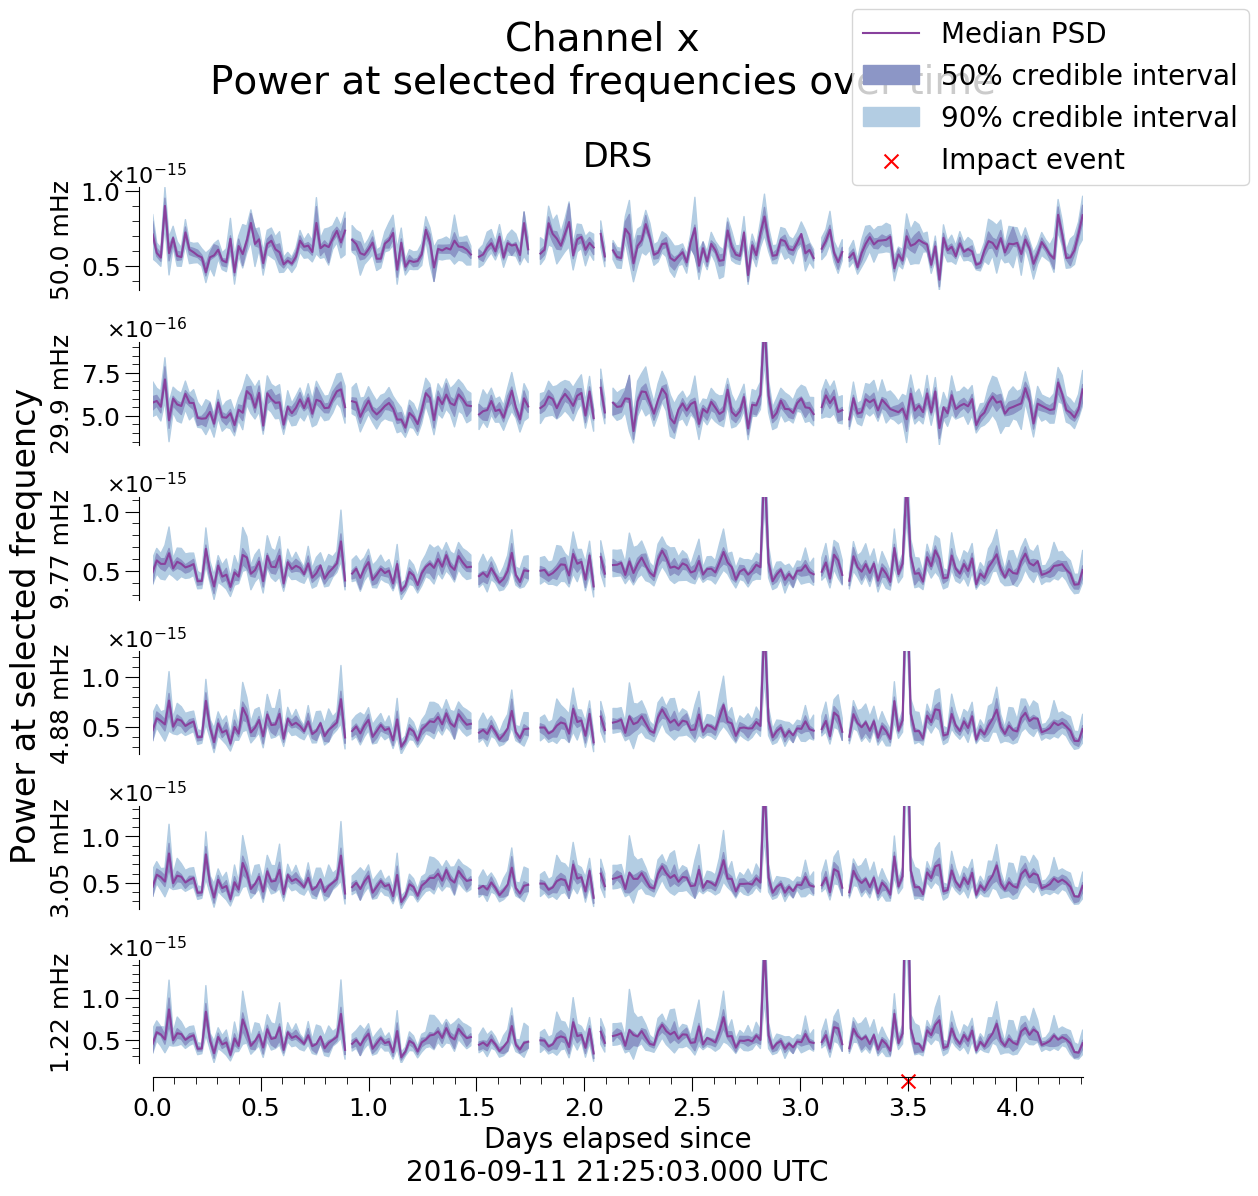 Channel x
Power at selected frequencies over time
Median PSD
50% credible interval
90% credible interval
Impact event
DRS
Power at selected frequency
×10⁻¹⁵
50.0 mHz
1.0
0.5
×10⁻¹⁶
29.9 mHz
7.5
5.0
×10⁻¹⁵
9.77 mHz
1.0
0.5
×10⁻¹⁵
4.88 mHz
1.0
0.5
×10⁻¹⁵
3.05 mHz
1.0
0.5
×10⁻¹⁵
1.22 mHz
1.0
0.5
0.0 0.5 1.0 1.5 2.0 2.5 3.0 3.5 4.0
Days elapsed since
2016-09-11 21:25:03.000 UTC